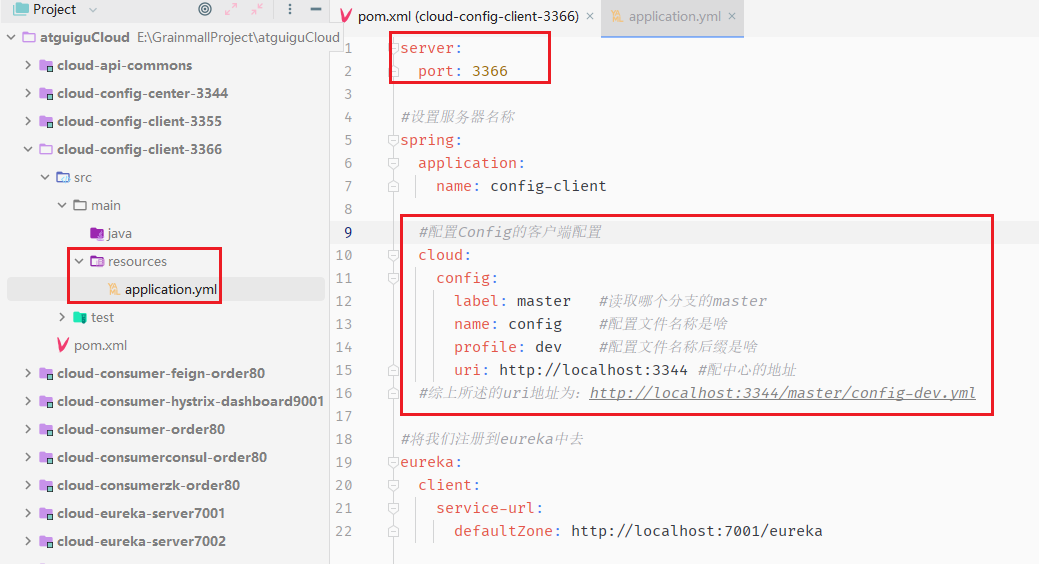 Project
atguiguCloud E:\GrainmallProject\atguiguCloud
cloud-api-commons
cloud-config-center-3344
cloud-config-client-3355
cloud-config-client-3366
src
main
java
resources
application.yml
test
pom.xml
cloud-consumer-feign-order80
cloud-consumer-hystrix-dashboard9001
cloud-consumer-order80
cloud-consumerconsul-order80
cloud-consumerzk-order80
cloud-eureka-server7001
cloud-eureka-server7002
pom.xml (cloud-config-client-3366)
application.yml
1 server:
2 port: 3366
3
4 #设置服务器名称
5 spring:
6 application:
7 name: config-client
8
9 #配置Config的客户端配置
10 cloud:
11 config:
12 label: master #读取哪个分支的master
13 name: config #配置文件名称是啥
14 profile: dev #配置文件名称后缀是啥
15 uri: http://localhost:3344 #配中心的地址
16 #综上所述的uri地址为：http://localhost:3344/master/config-dev.yml
17
18 #将我们注册到eureka中去
19 eureka:
20 client:
21 service-url:
22 defaultZone: http://localhost:7001/eureka